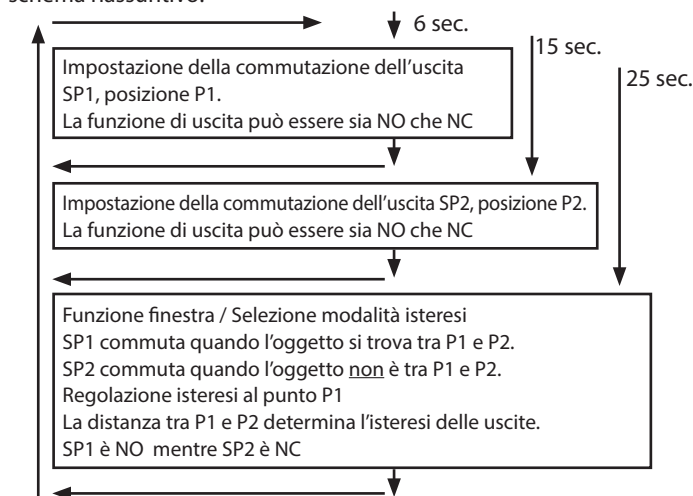 schema riassuntivo.
6 sec.
15 sec.
25 sec.
Impostazione della commutazione dell'uscita
SP1, posizione P1.
La funzione di uscita può essere sia NO che NC
Impostazione della commutazione dell'uscita SP2, posizione P2.
La funzione di uscita può essere sia NO che NC
Funzione finestra / Selezione modalità isteresi
SP1 commuta quando l'oggetto si trova tra P1 e P2.
SP2 commuta quando l'oggetto non è tra P1 e P2.
Regolazione isteresi al punto P1
La distanza tra P1 e P2 determina l'isteresi delle uscite.
SP1 è NO mentre SP2 è NC